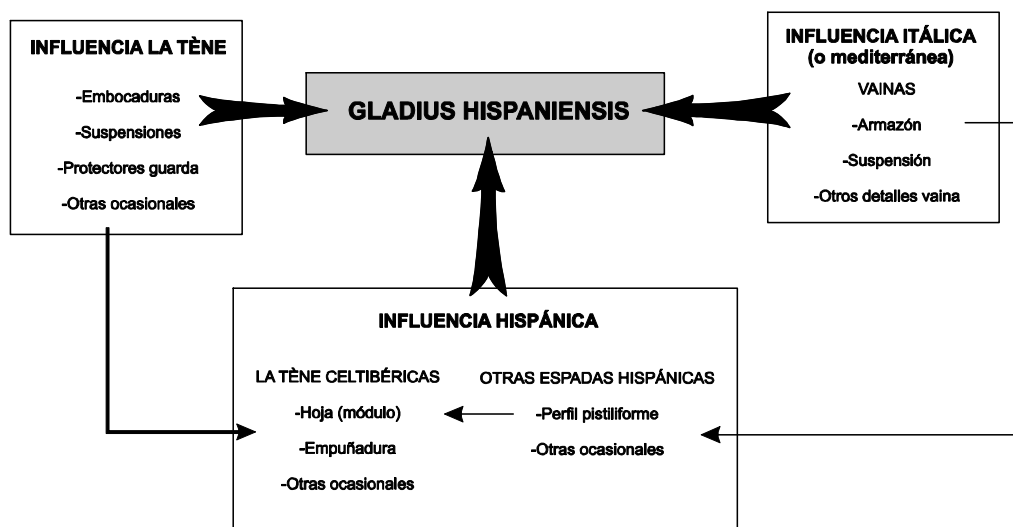 INFLUENCIA LA TÈNE
-Embocaduras
-Suspensiones
-Protectores guarda
-Otras ocasionales
GLADIUS HISPANIENSIS
INFLUENCIA ITÁLICA
(o mediterránea)
VAINAS
-Armazón
-Suspensión
-Otros detalles vaina
INFLUENCIA HISPÁNICA
LA TÈNE CELTIBÉRICAS
-Hoja (módulo)
-Empuñadura
-Otras ocasionales
OTRAS ESPADAS HISPÁNICAS
-Perfil pistiliforme
-Otras ocasionales